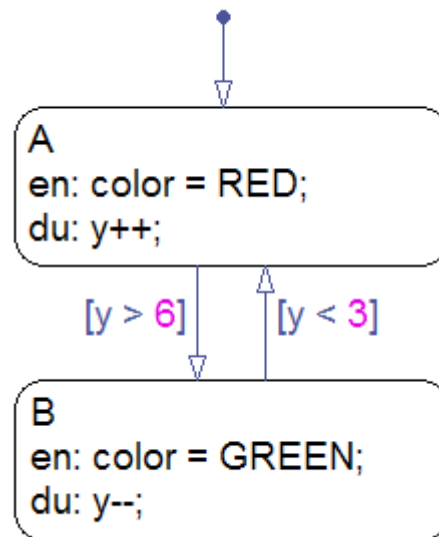 A
en: color = RED;
du: y++;
[y > 6] [y < 3]
B
en: color = GREEN;
du: y--;